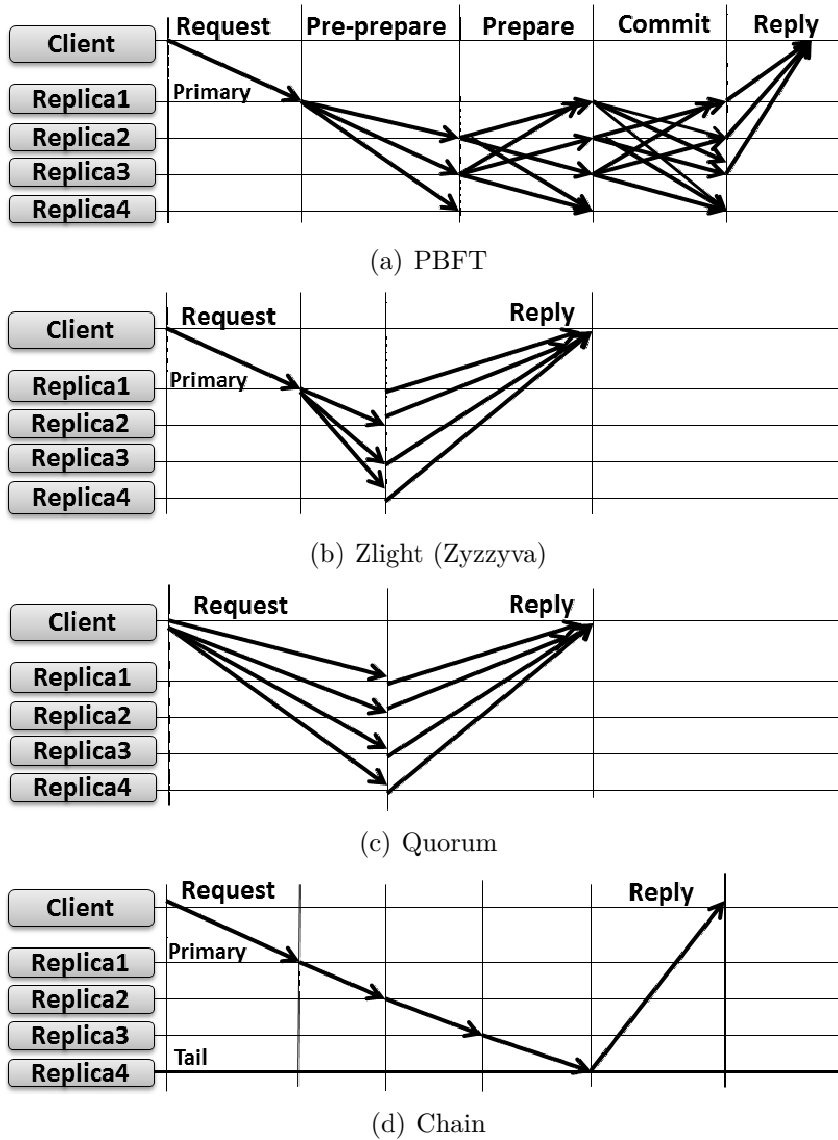 Client Request Pre-prepare Prepare Commit Reply
Replica1 Primary
Replica2
Replica3
Replica4
(a) PBFT
Client Request Reply
Replica1 Primary
Replica2
Replica3
Replica4
(b) Zlight (Zyzzyva)
Client Request Reply
Replica1
Replica2
Replica3
Replica4
(c) Quorum
Client Request Reply
Replica1 Primary
Replica2
Replica3
Replica4 Tail
(d) Chain